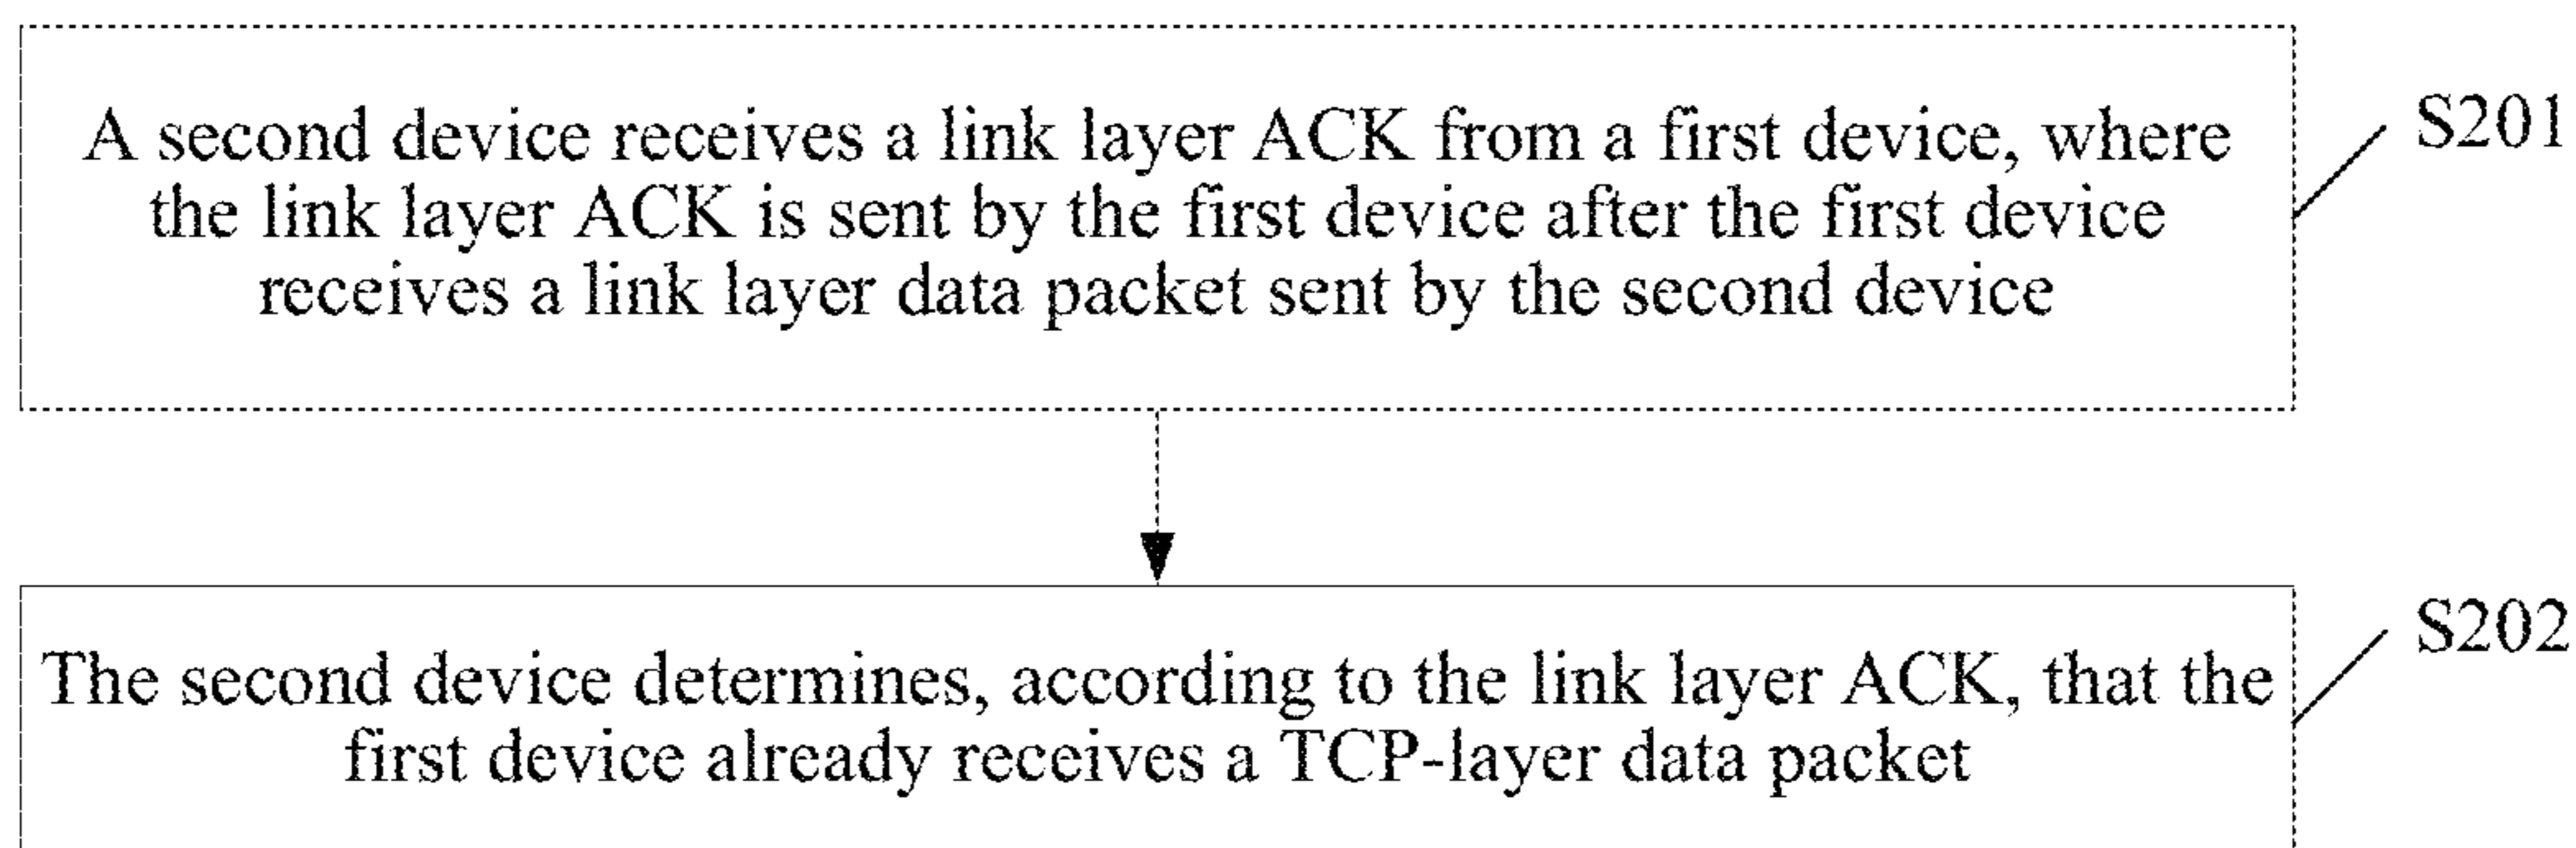 A second device receives a link layer ACK from a first device, where
the link layer ACK is sent by the first device after the first device
receives a link layer data packet sent by the second device
S201
The second device determines, according to the link layer ACK, that the
first device already receives a TCP-layer data packet
S202